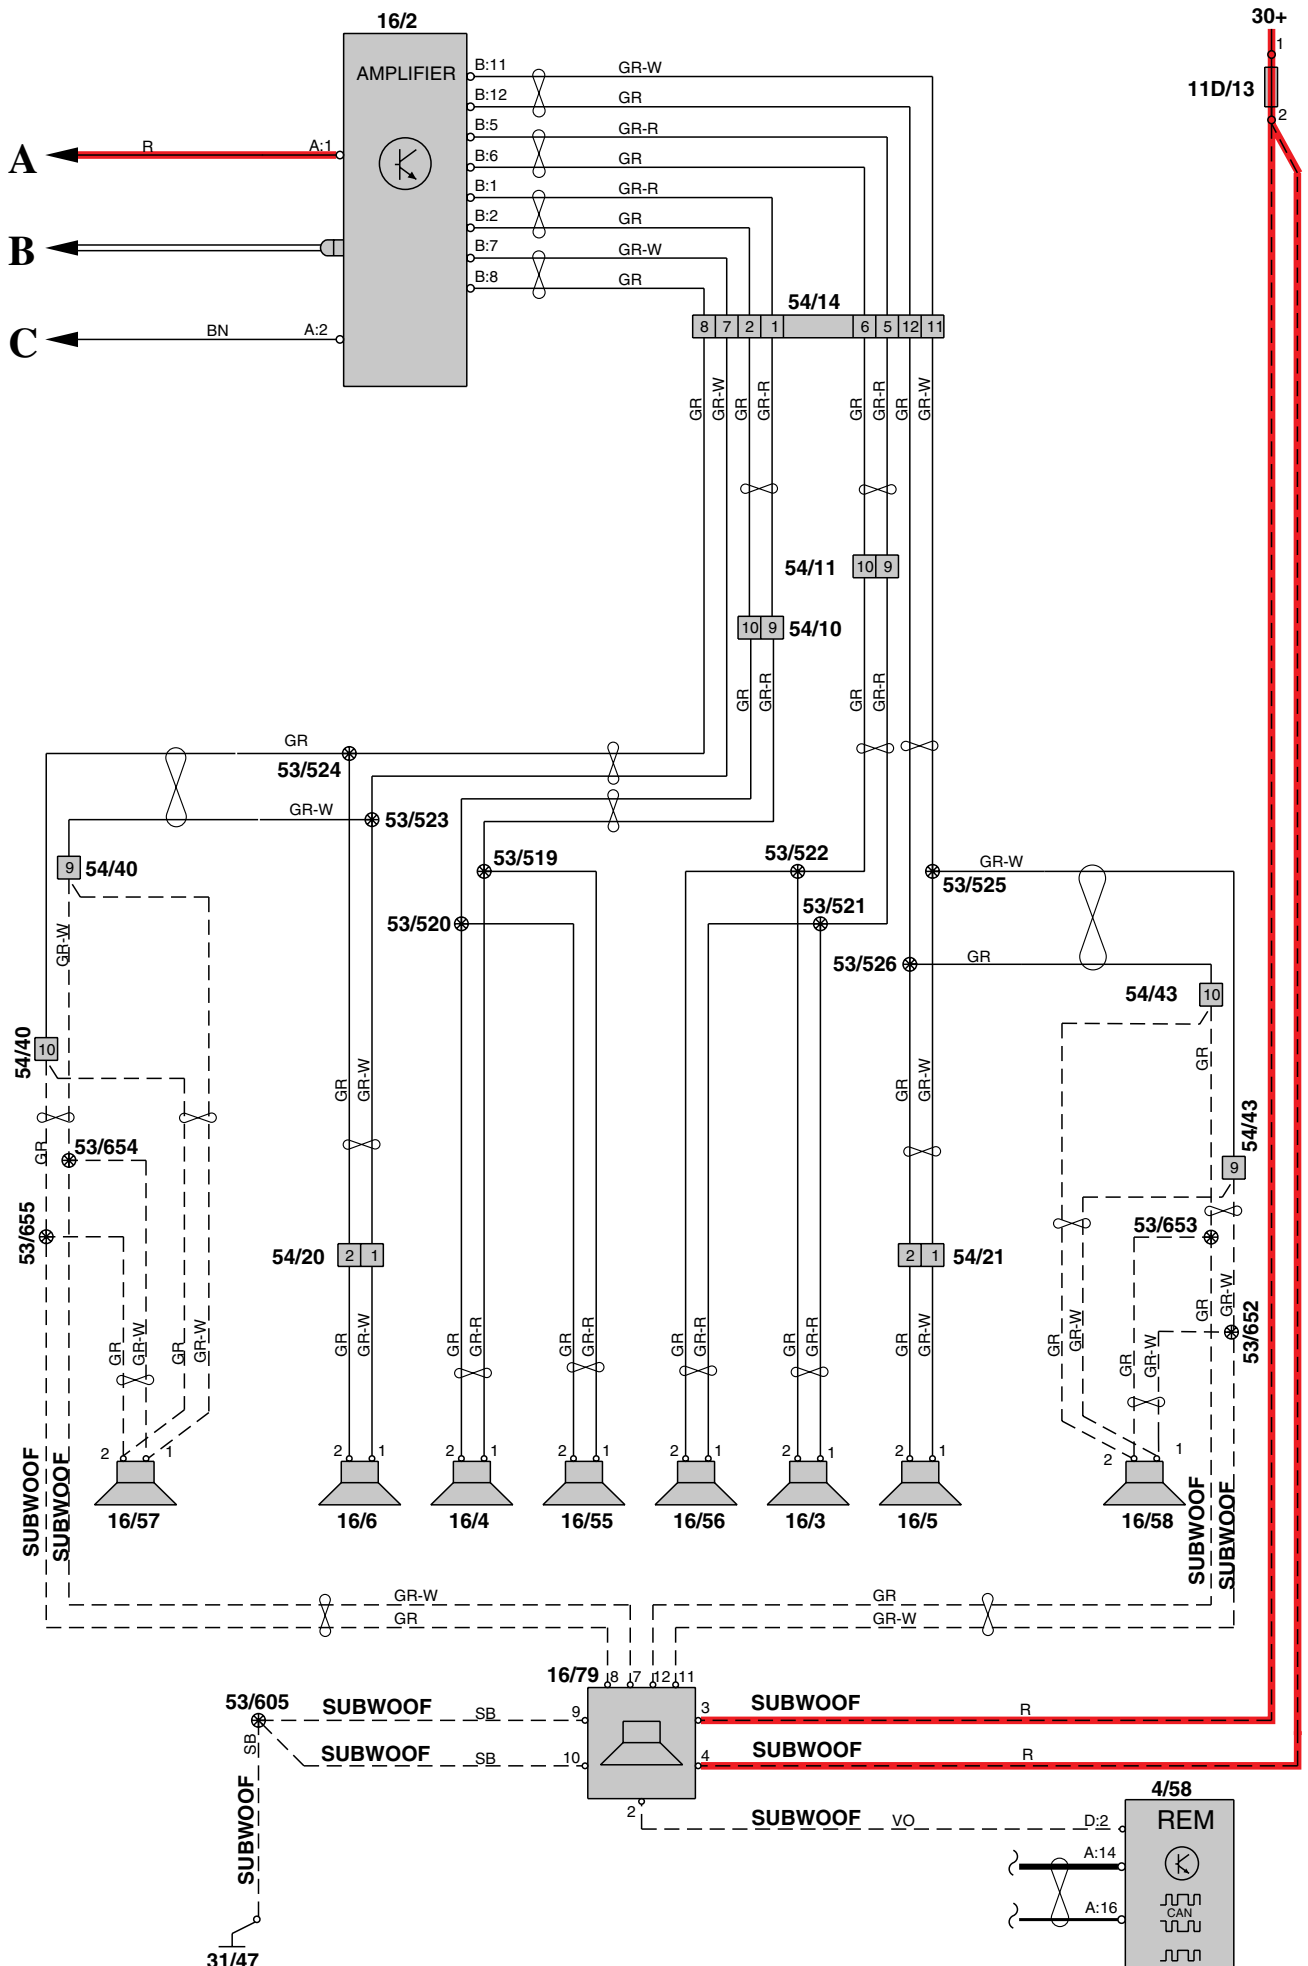 16/2
30+
AMPLIFIER
B:11
GR-W
1
11D/13
2
B:12
GR
B:5
GR-R
A
R
A:1
B:6
GR
B:1
GR-R
B:2
GR
B
B:7
GR-W
B:8
GR
C
BN
A:2
54/14
8 7 2 1 6 5 12 11
GR GR-W GR GR-R GR GR-R GR GR-W
54/11
10 9
10 9
54/10
GR GR-R GR GR-R
GR
53/524
GR-W
53/523
9
54/40
53/519
53/522
GR-W
53/525
53/521
53/520
GR-W
53/526
GR
54/43
10
54/40
10
GR
GR GR-W
GR GR-W
54/43
9
GR
53/654
53/655
53/653
54/20
2 1
2 1
54/21
GR-W
GR
53/652
GR GR-W GR GR-W
GR GR-W
GR GR-R
GR GR-R
GR GR-R
GR GR-R
GR GR-W
GR GR-W
GR GR-W
2 1
2 1
2 1
2 1
2 1
2 1
2 1
2 1
16/57
16/6
16/4
16/55
16/56
16/3
16/5
16/58
SUBWOOF
SUBWOOF
SUBWOOF
SUBWOOF
GR-W
GR
GR
GR-W
16/79
8 7 12 11
53/605
SUBWOOF
SB
9
3
SUBWOOF
R
SB
SUBWOOF
SB
10
4
SUBWOOF
R
SUBWOOF
2
SUBWOOF
VO
D:2
4/58
REM
A:14
A:16
CAN
31/47